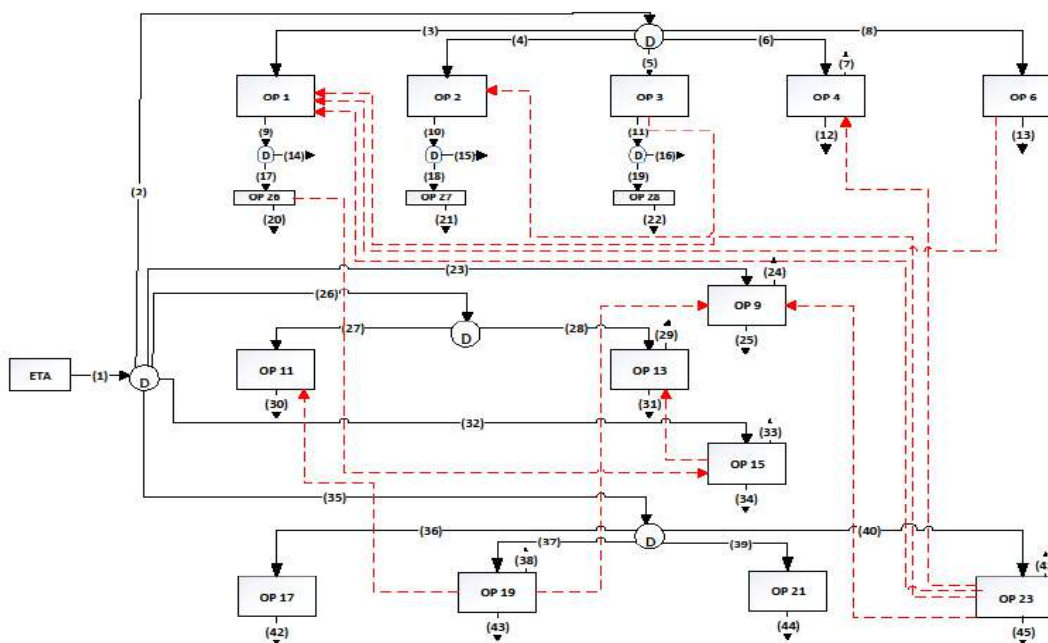 (3)
(4)
D
(6)
(8)
(5)
(7)
OP 1
OP 2
OP 3
OP 4
OP 6
(9)
(10)
(11)
(12)
(13)
D
(14)
D
(15)
D
(16)
(2)
(17)
(18)
(19)
OP 26
OP 27
OP 28
(20)
(21)
(22)
(23)
(24)
(26)
OP 9
(27)
D
(28)
(29)
(25)
ETA
(1)
D
OP 11
OP 13
(30)
(31)
(32)
(33)
OP 15
(35)
(34)
(36)
(37)
D
(39)
(40)
(38)
OP 17
OP 19
OP 21
OP 23
(42)
(43)
(44)
(45)